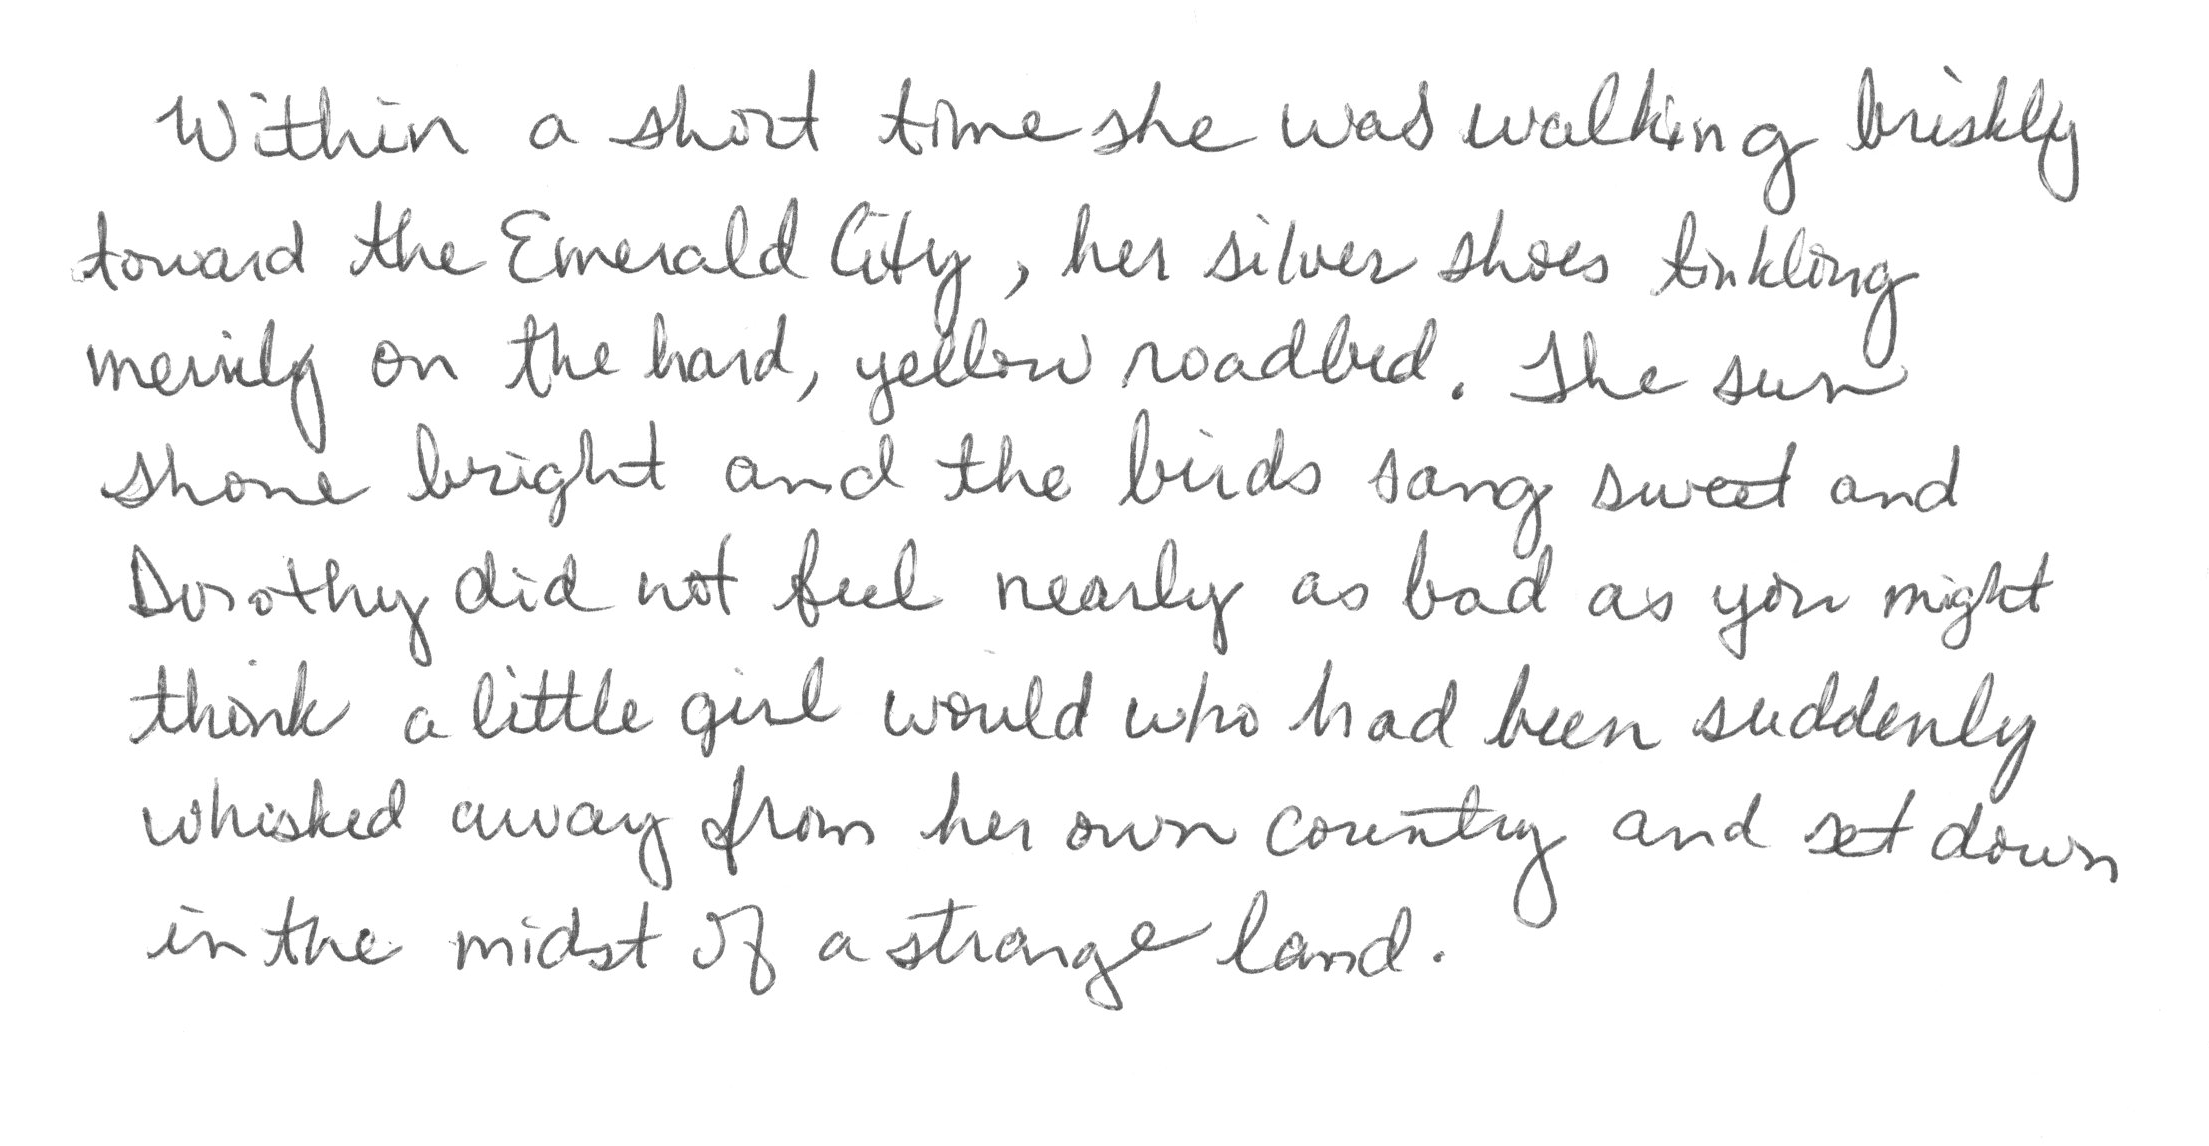 Within a short time she was walking briskly
toward the Emerald City, her silver shoes tinkling
merrily on the hard, yellow roadbed. The sun
shone bright and the birds sang sweet and
Dorothy did not feel nearly as bad as you might
think a little girl would who had been suddenly
whisked away from her own country and set down
in the midst of a strange land.